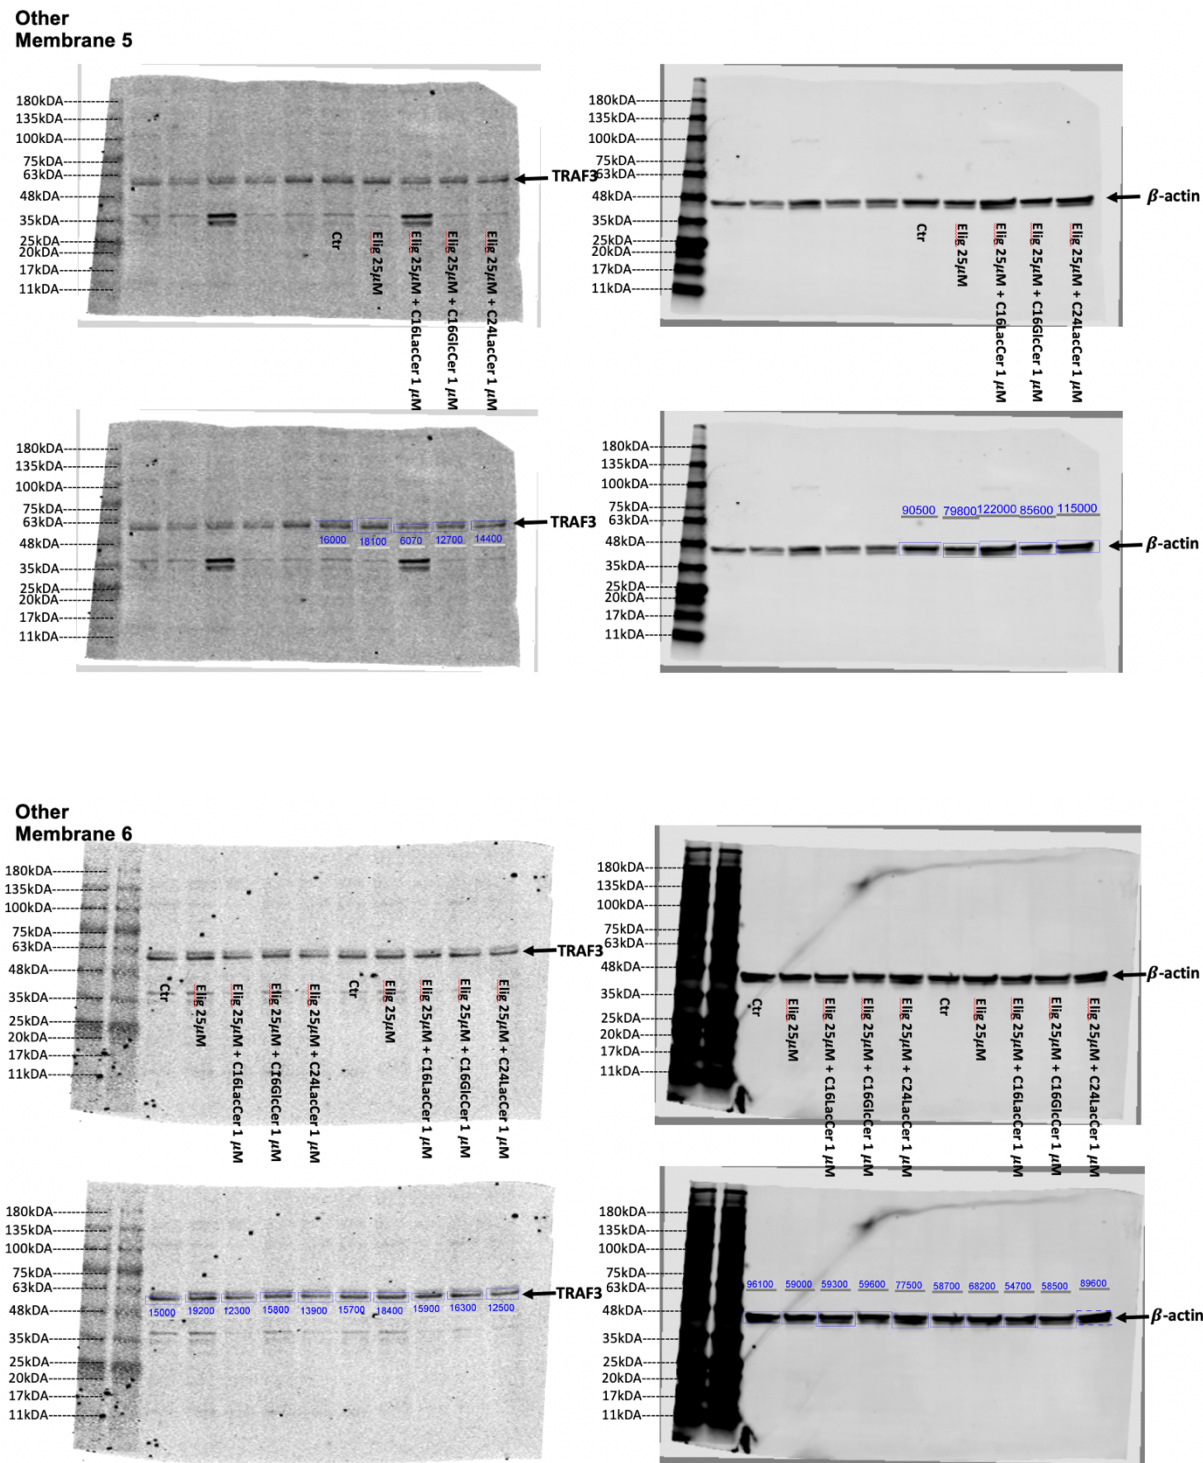 Other
Membrane 5
180kDA
135kDA
100kDA
75kDA
63kDA
48kDA
35kDA
25kDA
20kDA
17kDA
11kDA
TRAF3
Ctr
Elig 25μM
Elig 25μM + C16LacCer 1 μM
Elig 25μM + C16GlcCer 1 μM
Elig 25μM + C24LacCer 1 μM
180kDA
135kDA
100kDA
75kDA
63kDA
48kDA
35kDA
25kDA
20kDA
17kDA
11kDA
β-actin
Ctr
Elig 25μM
Elig 25μM + C16LacCer 1 μM
Elig 25μM + C16GlcCer 1 μM
Elig 25μM + C24LacCer 1 μM
180kDA
135kDA
100kDA
75kDA
63kDA
48kDA
35kDA
25kDA
20kDA
17kDA
11kDA
TRAF3
16000 18100 6070 12700 14400
180kDA
135kDA
100kDA
75kDA
63kDA
48kDA
35kDA
25kDA
20kDA
17kDA
11kDA
90500 79800 122000 85600 115000
β-actin
Other
Membrane 6
180kDA
135kDA
100kDA
75kDA
63kDA
48kDA
35kDA
25kDA
20kDA
17kDA
11kDA
TRAF3
Ctr
Elig 25μM
Elig 25μM + C16LacCer 1 μM
Elig 25μM + C16GlcCer 1 μM
Elig 25μM + C24LacCer 1 μM
Ctr
Elig 25μM
Elig 25μM + C16LacCer 1 μM
Elig 25μM + C16GlcCer 1 μM
Elig 25μM + C24LacCer 1 μM
180kDA
135kDA
100kDA
75kDA
63kDA
48kDA
35kDA
25kDA
20kDA
17kDA
11kDA
β-actin
Ctr
Elig 25μM
Elig 25μM + C16LacCer 1 μM
Elig 25μM + C16GlcCer 1 μM
Elig 25μM + C24LacCer 1 μM
Ctr
Elig 25μM
Elig 25μM + C16LacCer 1 μM
Elig 25μM + C16GlcCer 1 μM
Elig 25μM + C24LacCer 1 μM
180kDA
135kDA
100kDA
75kDA
63kDA
48kDA
35kDA
25kDA
20kDA
17kDA
11kDA
TRAF3
15000 19200 12300 15800 13900 15700 18400 15900 16300 12500
180kDA
135kDA
100kDA
75kDA
63kDA
48kDA
35kDA
25kDA
20kDA
17kDA
11kDA
96100 59000 59300 59600 77500 58700 68200 54700 58500 89600
β-actin